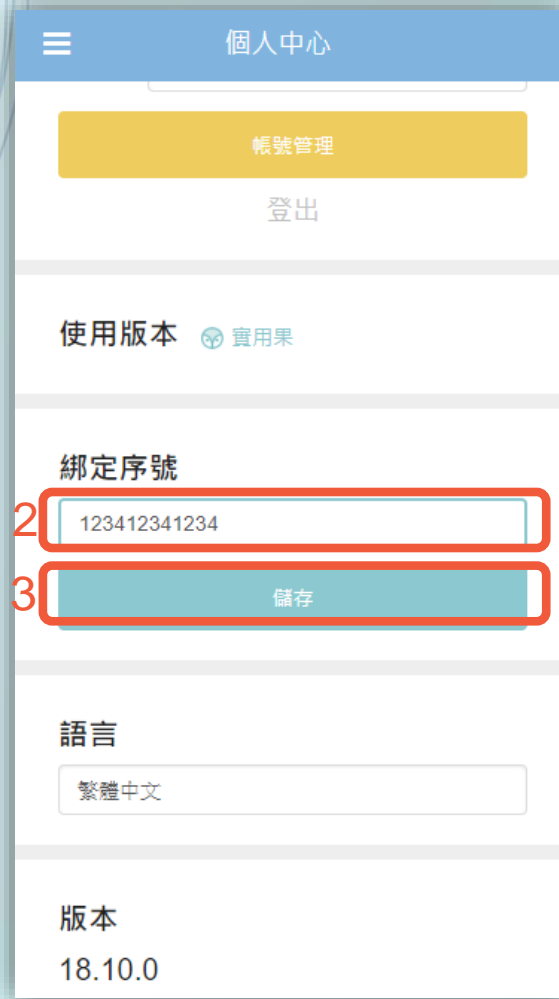 個人中心
帳號管理
登出
使用版本 實用果
綁定序號
2 123412341234
3 儲存
語言
繁體中文
版本
18.10.0